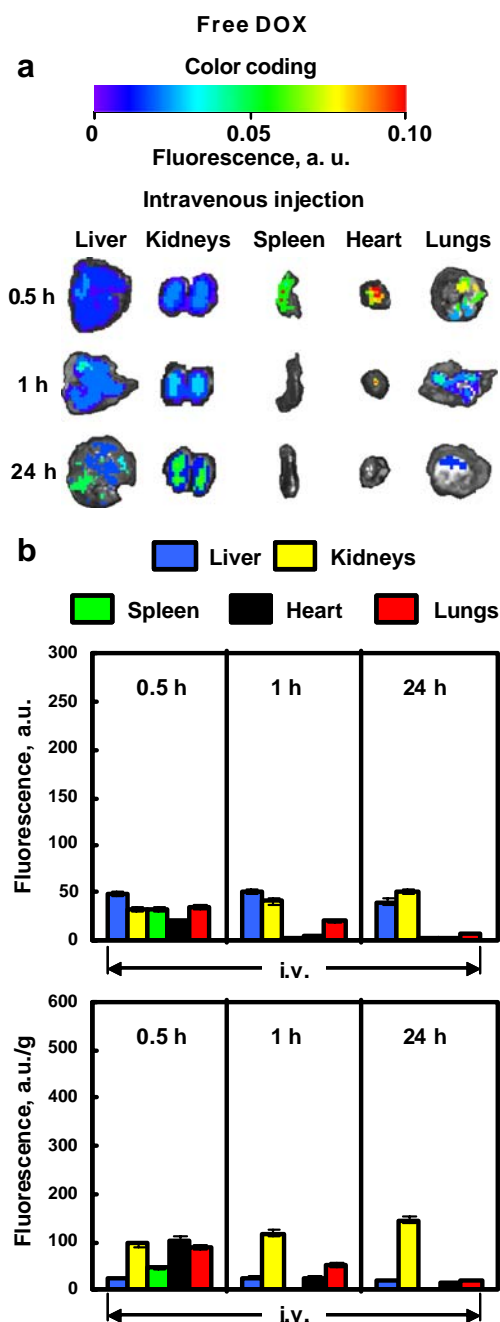 Free DOX
a
Color coding
0 0.05 0.10
Fluorescence, a. u.
Intravenous injection
Liver Kidneys Spleen Heart Lungs
0.5 h
1 h
24 h
b
Liver Kidneys
Spleen Heart Lungs
Fluorescence, a.u.
300
250
200
150
100
50
0
0.5 h 1 h 24 h
i.v.
Fluorescence, a.u./g
600
500
400
300
200
100
0
0.5 h 1 h 24 h
i.v.